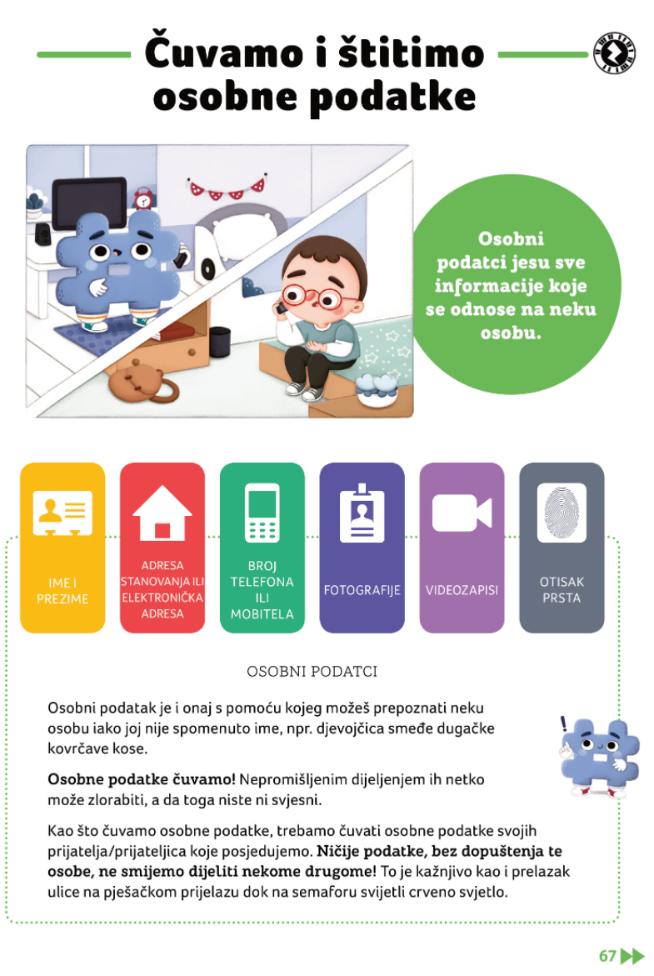 Čuvamo i štitimo
osobne podatke
Osobni
podatci jesu sve
informacije koje
se odnose na neku
osobu.
IME I
PREZIME
ADRESA
STANOVANJA ILI
ELEKTRONIČKA
ADRESA
BROJ
TELEFONA
ILI
MOBITELA
FOTOGRAFIJE
VIDEOZAPISI
OTISAK
PRSTA
OSOBNI PODATCI
Osobni podatak je i onaj s pomoću kojeg možeš prepoznati neku
osobu iako joj nije spomenuto ime, npr. djevojčica smeđe dugačke
kovrčave kose.
Osobne podatke čuvamo! Nepromišljenim dijeljenjem ih netko
može zlorabiti, a da toga niste ni svjesni.
Kao što čuvamo osobne podatke, trebamo čuvati osobne podatke svojih
prijatelja/prijateljica koje posjedujemo. Ničije podatke, bez dopuštenja te
osobe, ne smijemo dijeliti nekome drugome! To je kažnjivo kao i prelazak
ulice na pješačkom prijelazu dok na semaforu svijetli crveno svjetlo.
67